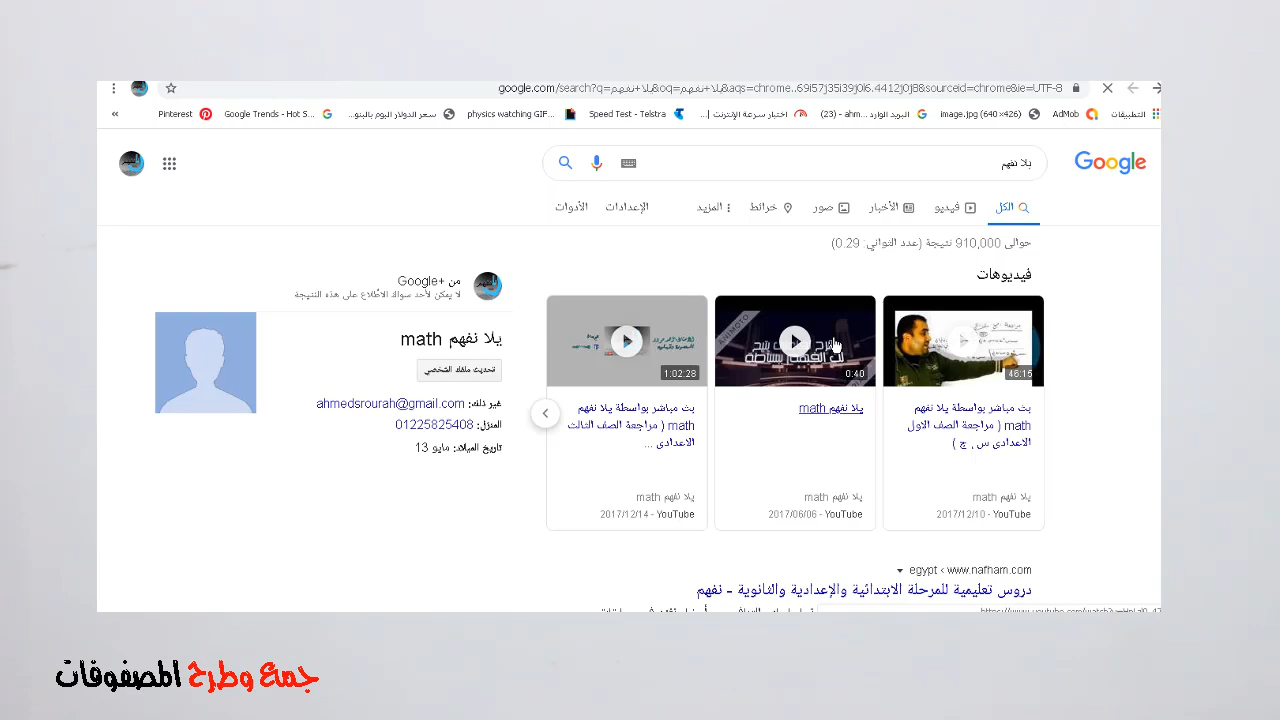 google.com/search?q=يلا+نفهم&oq=يلا+نفهم&aqs=chrome..69i57j35i39j0l6.4412j0j8&sourceid=chrome&ie=UTF-8
التطبيقات
AdMob
image.jpg (640×426)
البريد الوارد (23) - ahm...
اختبار سرعة الإنترنت |...
Speed Test - Telstra
physics watching GIF...
سعر الدولار اليوم بالبنو...
Google Trends - Hot S...
Pinterest
»
Google
يلا نفهم
الكل
فيديو
الأخبار
صور
خرائط
المزيد
الإعدادات
الأدوات
حوالى 910,000 نتيجة (عدد الثواني: 0.29)
فيديوهات
46:15
بث مباشر بواسطة يلا نفهم
math ( مراجعة الصف الاول
الاعدادى س , ج )
يلا نفهم math
YouTube - 2017/12/10
ANIMOTO
لك الفهم ببساطة
0:40
يلا نفهم math
يلا نفهم math
YouTube - 2017/06/06
1:02:28
بث مباشر بواسطة يلا نفهم
math ( مراجعة الصف الثالث
الاعدادى ...
يلا نفهم math
YouTube - 2017/12/14
من Google+
لا يمكن لأحد سواك الاطّلاع على هذه النتيجة
يلا نفهم math
تحديث ملفك الشخصي
غير ذلك: ahmedsrourah@gmail.com
المنزل: 01225825408
تاريخ الميلاد: مايو 13
www.nafham.com › egypt
دروس تعليمية للمرحلة الابتدائية والإعدادية والثانوية - نفهم
جمع وطرح المصفوفات